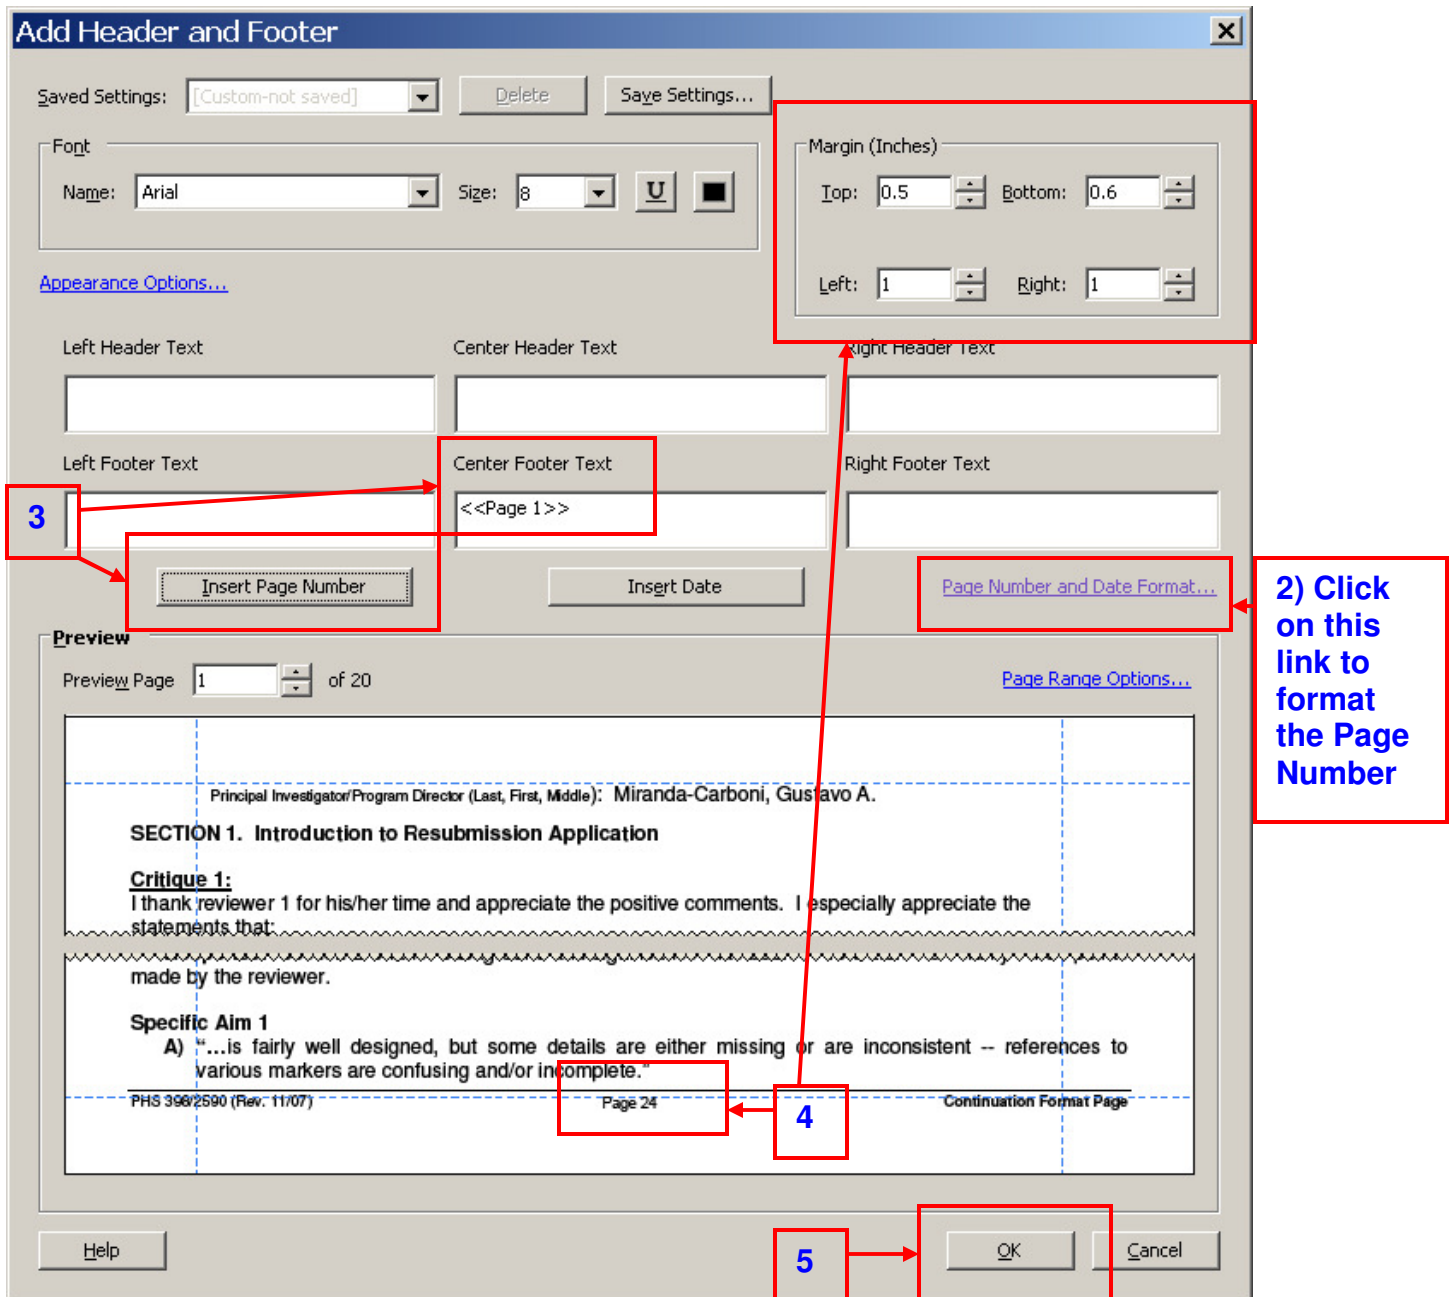 Add Header and Footer
Saved Settings: [Custom-not saved] Delete Save Settings...
Font
Name: Arial Size: 8 U
Margin (Inches)
Top: 0.5 Bottom: 0.6
Left: 1 Right: 1
Appearance Options...
Left Header Text Center Header Text Right Header Text
Left Footer Text Center Footer Text Right Footer Text
<<Page 1>>
3
Insert Page Number Insert Date Page Number and Date Format...
2) Click
on this
link to
format
the Page
Number
Preview
Preview Page 1 of 20 Page Range Options...
Principal Investigator/Program Director (Last, First, Middle): Miranda-Carboni, Gustavo A.
SECTION 1. Introduction to Resubmission Application
Critique 1:
I thank reviewer 1 for his/her time and appreciate the positive comments. I especially appreciate the
statements that:
made by the reviewer.
Specific Aim 1
A) “…is fairly well designed, but some details are either missing or are inconsistent -- references to
various markers are confusing and/or incomplete.”
PHS 398/2590 (Rev. 11/07) Page 24 Continuation Format Page
4
5
Help OK Cancel